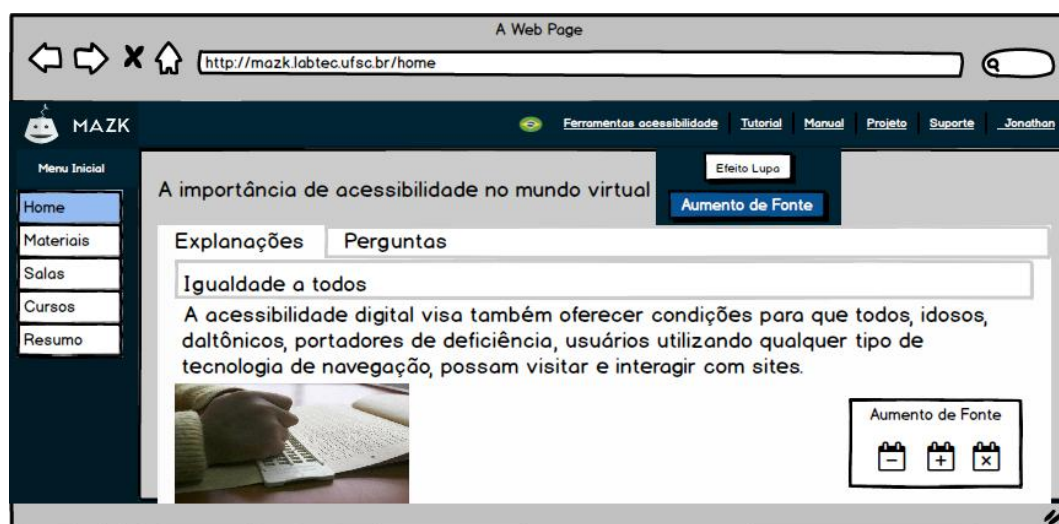 A Web Page
http://mazk.labtec.ufsc.br/home
MAZK
Ferramentas acessibilidade
Tutorial
Manual
Projeto
Suporte
Jonathan
Menu Inicial
Efeito Lupa
Aumento de Fonte
A importância de acessibilidade no mundo virtual
Home
Materiais
Salas
Cursos
Resumo
Explanações
Perguntas
Igualdade a todos
A acessibilidade digital visa também oferecer condições para que todos, idosos,
daltônicos, portadores de deficiência, usuários utilizando qualquer tipo de
tecnologia de navegação, possam visitar e interagir com sites.
Aumento de Fonte
− + ×